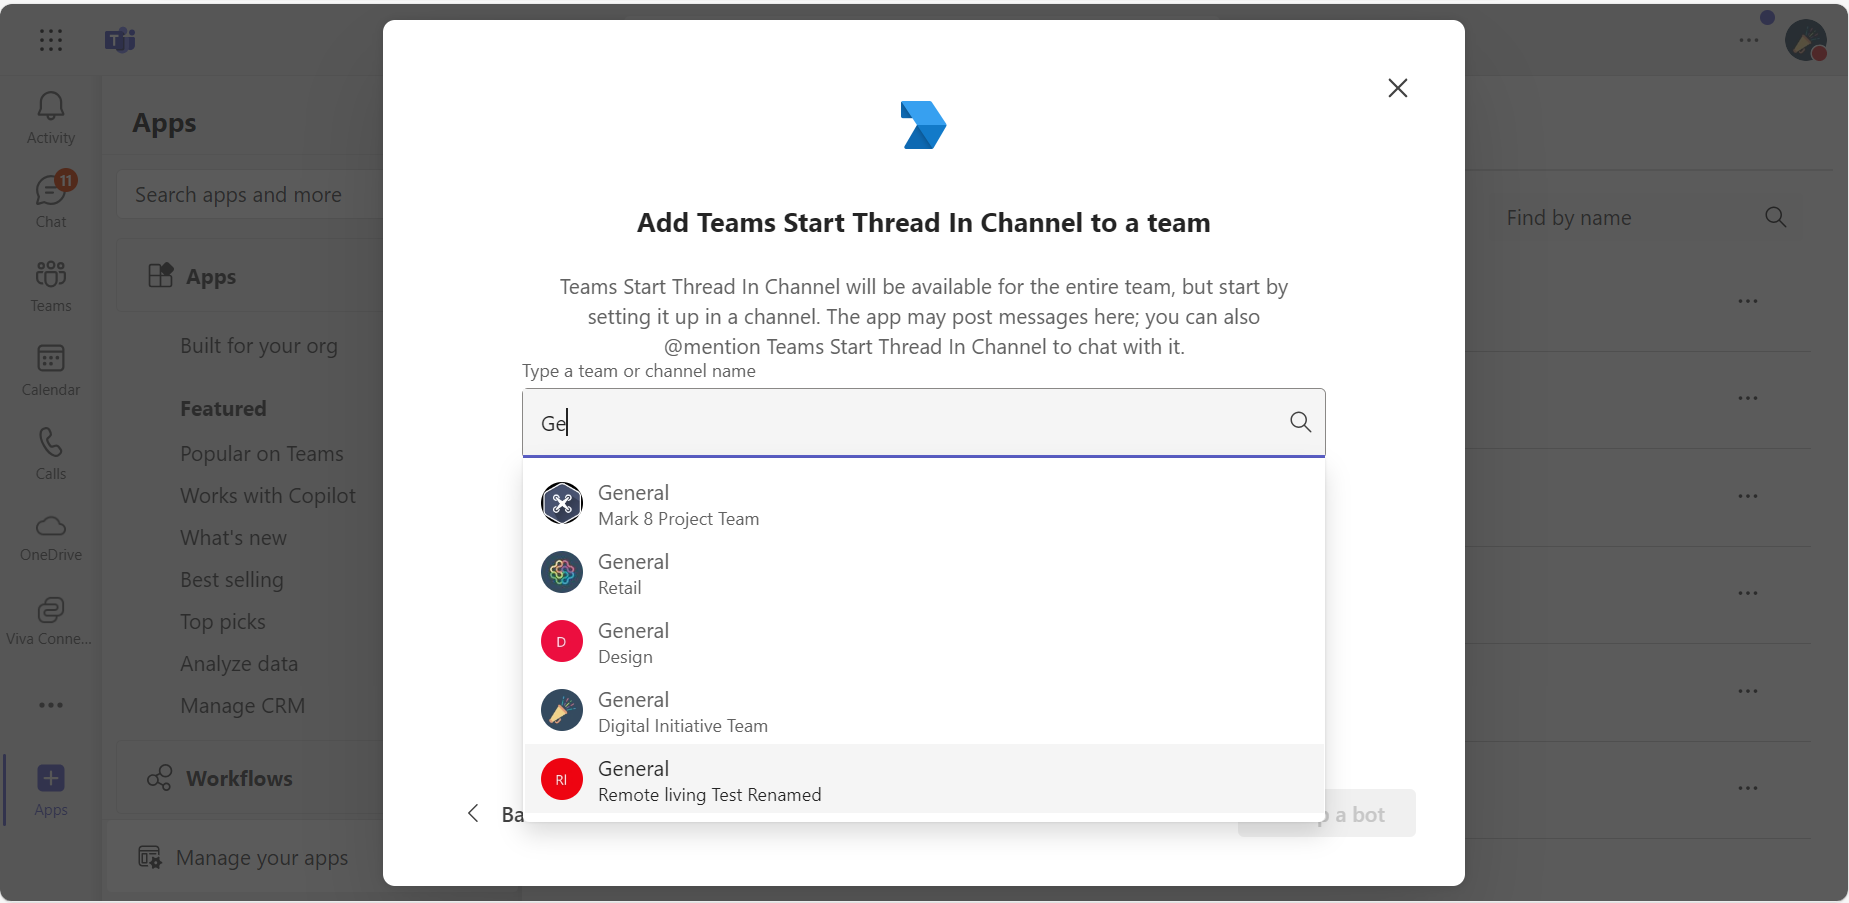 Activity
11
Chat
Teams
Calendar
Calls
OneDrive
Viva Conne...
Apps
Apps
Search apps and more
Apps
Built for your org
Featured
Popular on Teams
Works with Copilot
What's new
Best selling
Top picks
Analyze data
Manage CRM
Workflows
Manage your apps
Find by name
Add Teams Start Thread In Channel to a team
Teams Start Thread In Channel will be available for the entire team, but start by
setting it up in a channel. The app may post messages here; you can also
@mention Teams Start Thread In Channel to chat with it.
Type a team or channel name
Ge
General
Mark 8 Project Team
General
Retail
D
General
Design
General
Digital Initiative Team
RI
General
Remote living Test Renamed
Ba
p a bot